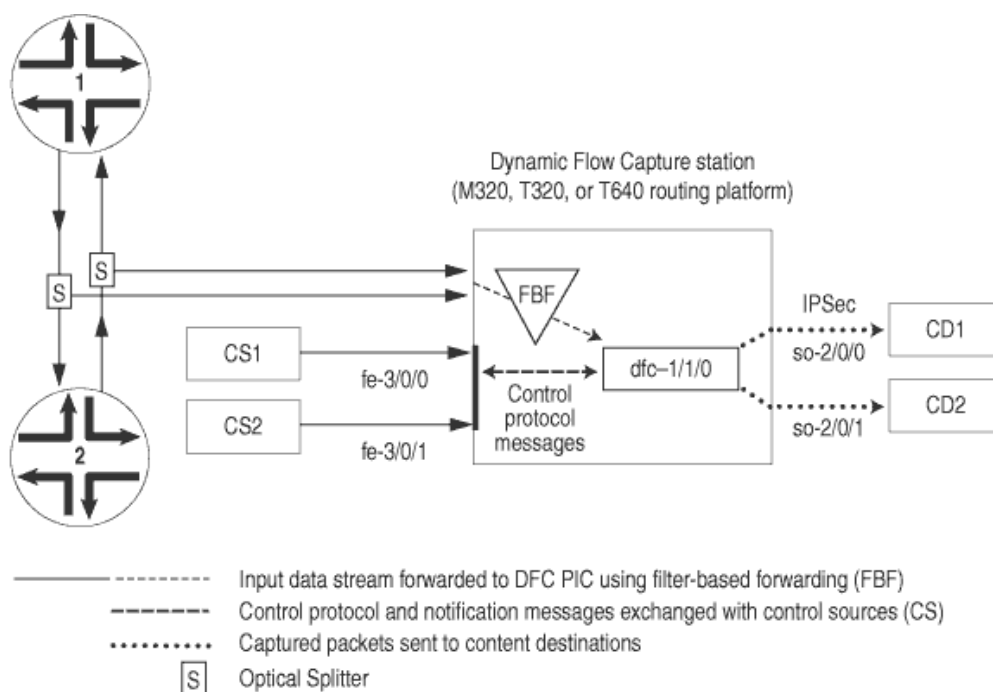 1
Dynamic Flow Capture station
(M320, T320, or T640 routing platform)
S
S
FBF
IPSec
CS1
CD1
fe-3/0/0
dfc–1/1/0
so-2/0/0
Control
protocol
messages
CS2
CD2
fe-3/0/1
so-2/0/1
2
Input data stream forwarded to DFC PIC using filter-based forwarding (FBF)
Control protocol and notification messages exchanged with control sources (CS)
Captured packets sent to content destinations
S Optical Splitter